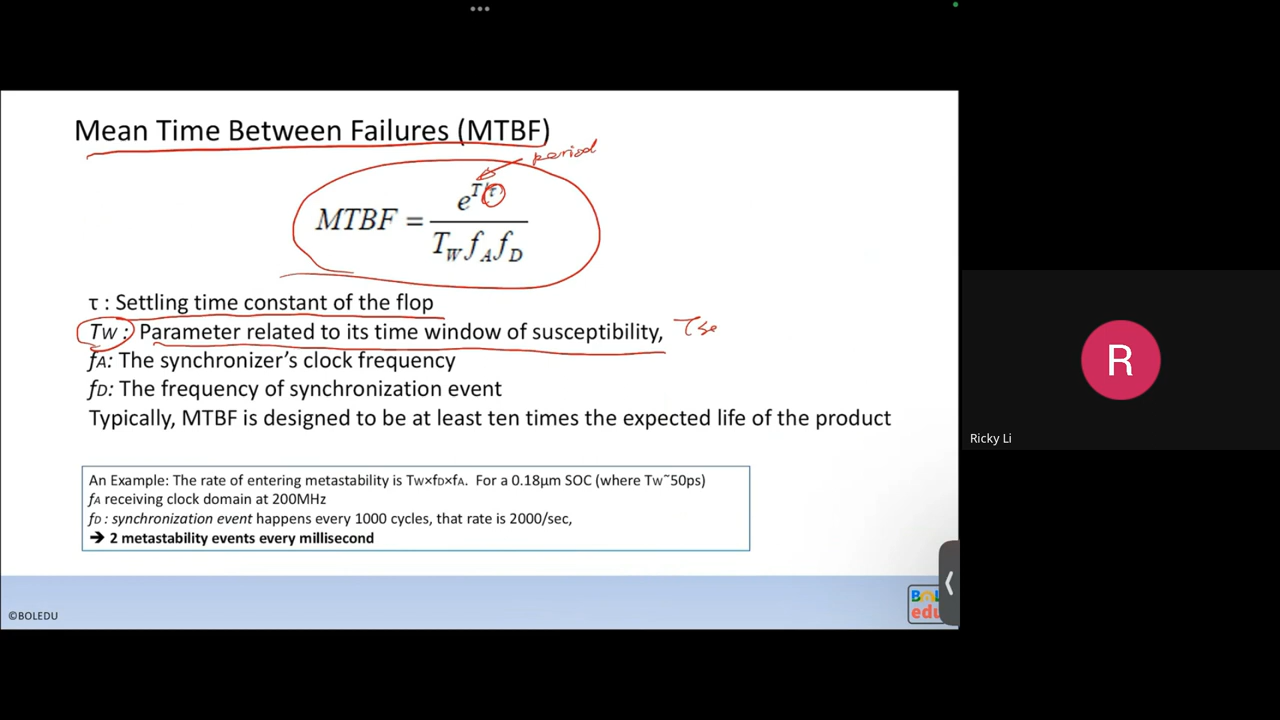 Mean Time Between Failures (MTBF)
period
MTBF = e^{T/τ} / T_W f_A f_D
τ : Settling time constant of the flop
TW : Parameter related to its time window of susceptibility, Tse
fA: The synchronizer's clock frequency
fD: The frequency of synchronization event
Typically, MTBF is designed to be at least ten times the expected life of the product
An Example: The rate of entering metastability is TW×fD×fA. For a 0.18μm SOC (where TW~50ps)
fA receiving clock domain at 200MHz
fD : synchronization event happens every 1000 cycles, that rate is 2000/sec,
➔ 2 metastability events every millisecond
©BOLEDU
edu
R
Ricky Li